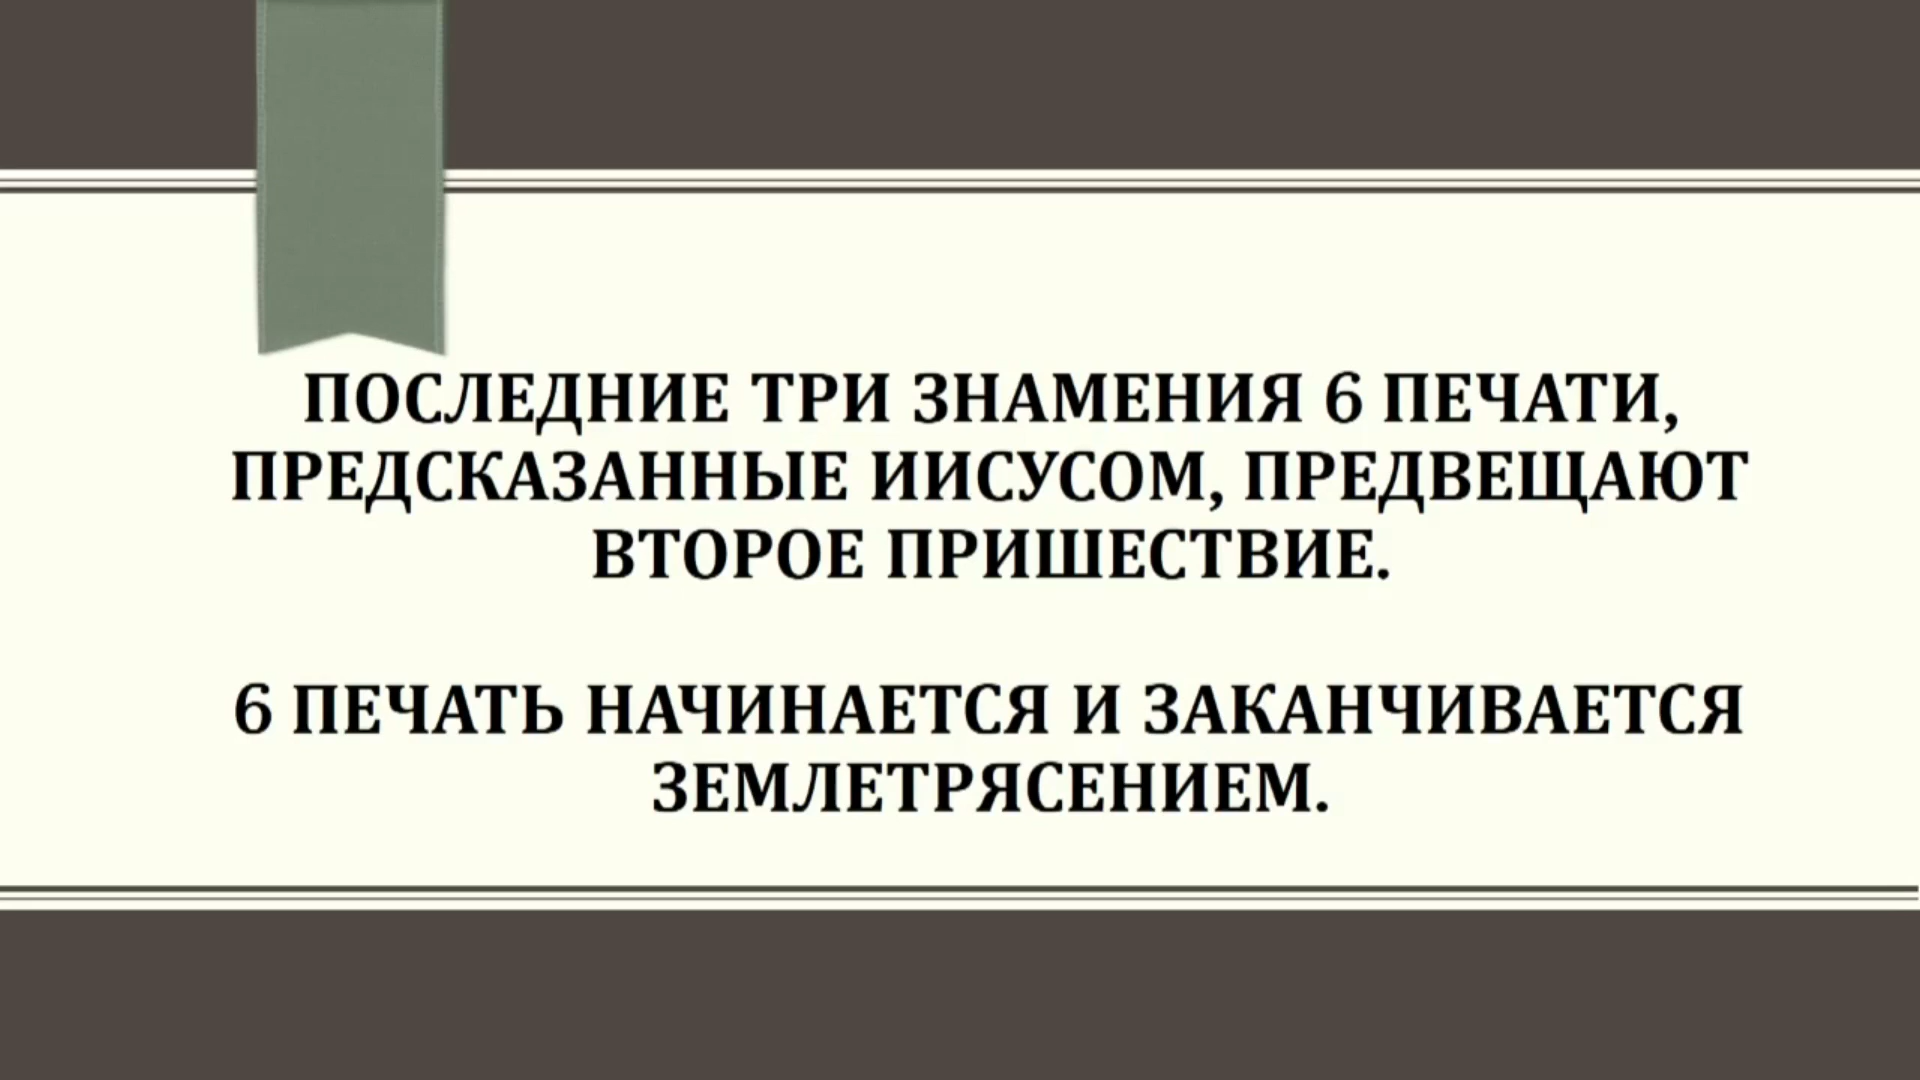 ПОСЛЕДНИЕ ТРИ ЗНАМЕНИЯ 6 ПЕЧАТИ,
ПРЕДСКАЗАННЫЕ ИИСУСОМ, ПРЕДВЕЩАЮТ
ВТОРОЕ ПРИШЕСТВИЕ.
6 ПЕЧАТЬ НАЧИНАЕТСЯ И ЗАКАНЧИВАЕТСЯ
ЗЕМЛЕТРЯСЕНИЕМ.